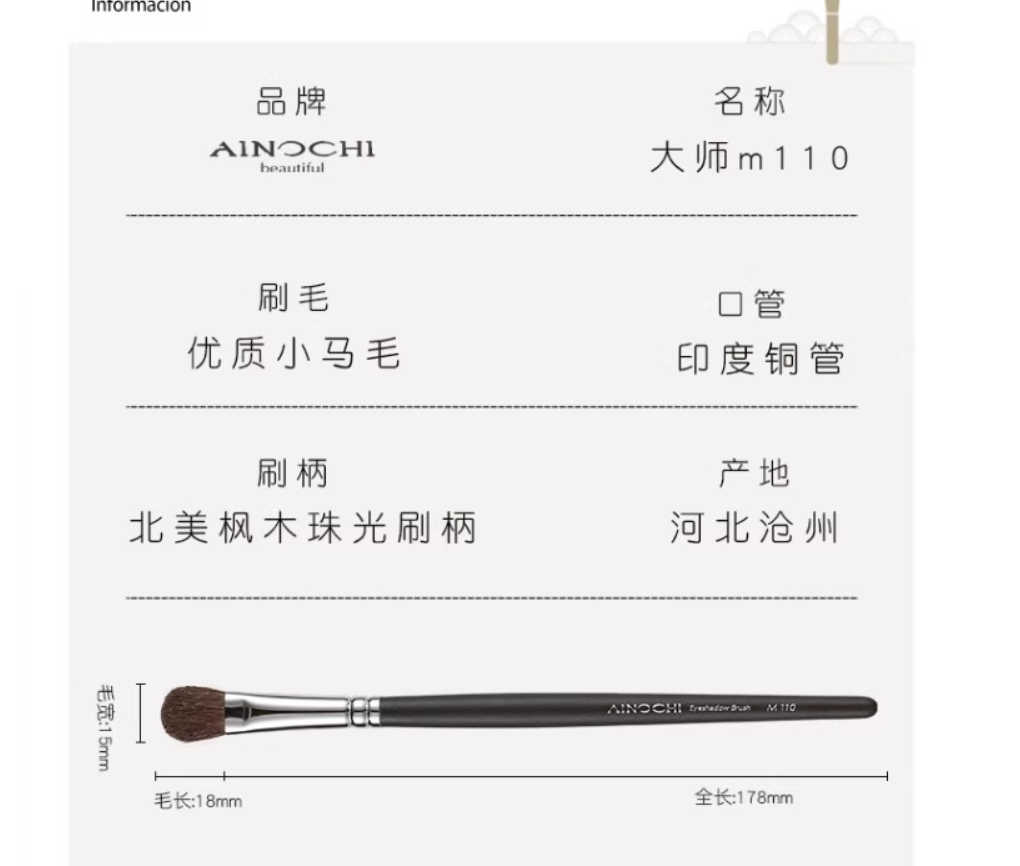 Información
品牌
名称
AINOCHI
beautiful
大师m110
刷毛
口管
优质小马毛
印度铜管
刷柄
产地
北美枫木珠光刷柄
河北沧州
毛宽:15mm
AINOCHI Eyeshadow Brush M 110
毛长:18mm
全长:178mm